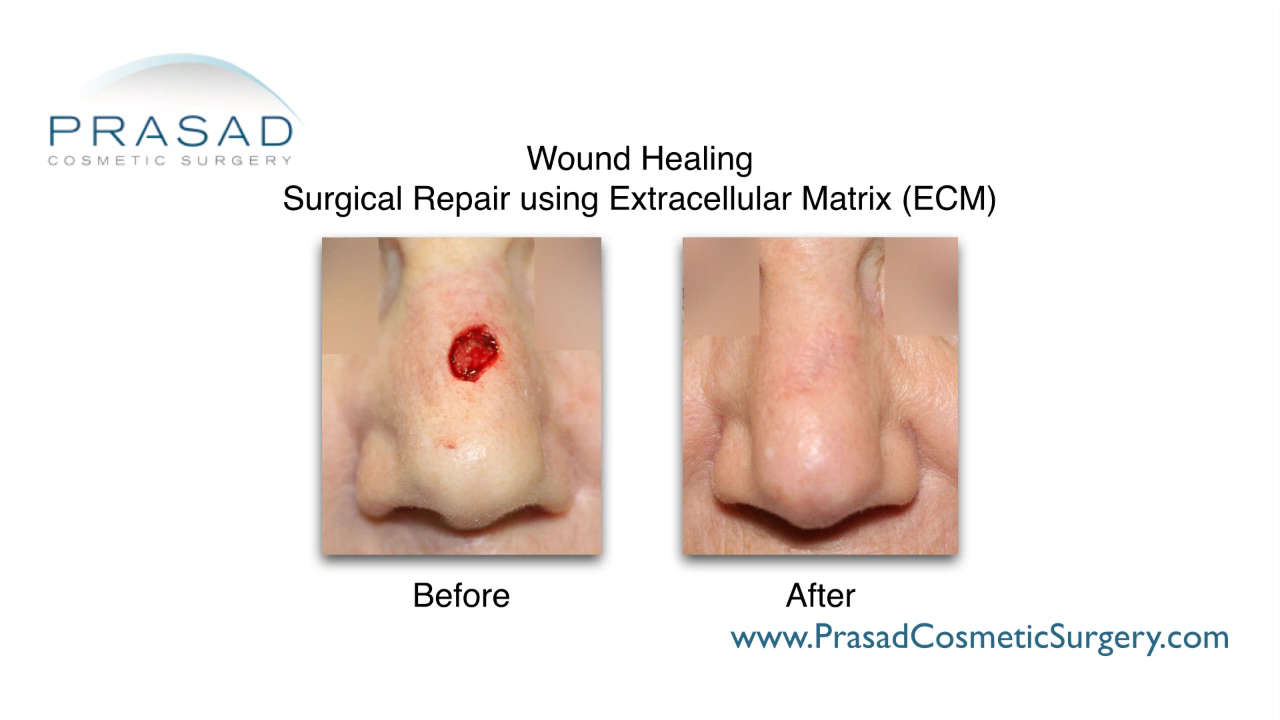 PRASAD
COSMETIC SURGERY
Wound Healing
Surgical Repair using Extracellular Matrix (ECM)
Before
After
www.PrasadCosmeticSurgery.com